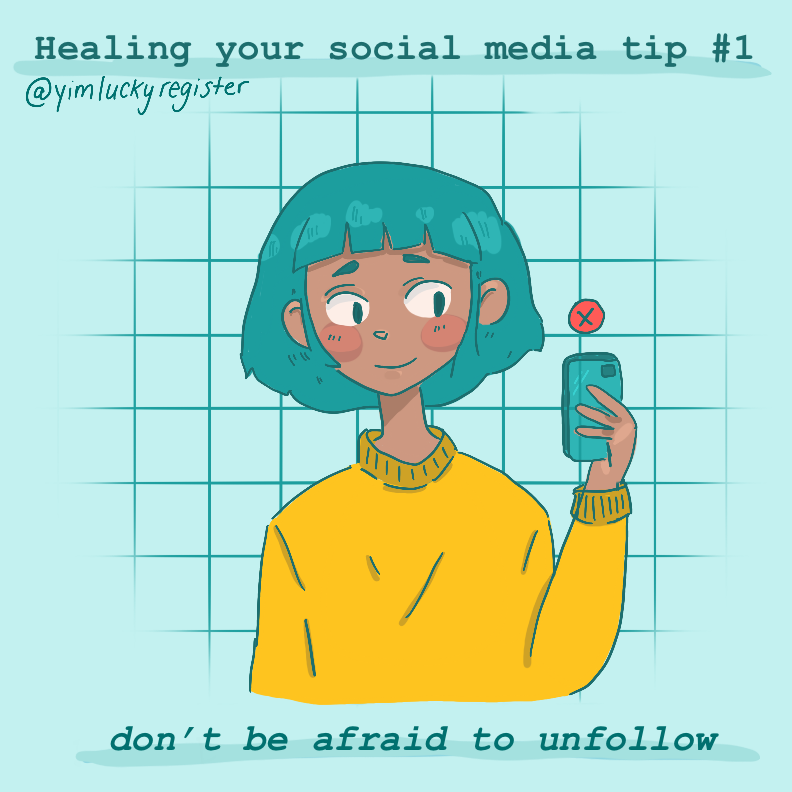 Healing your social media tip #1
@yimluckyregister
don't be afraid to unfollow